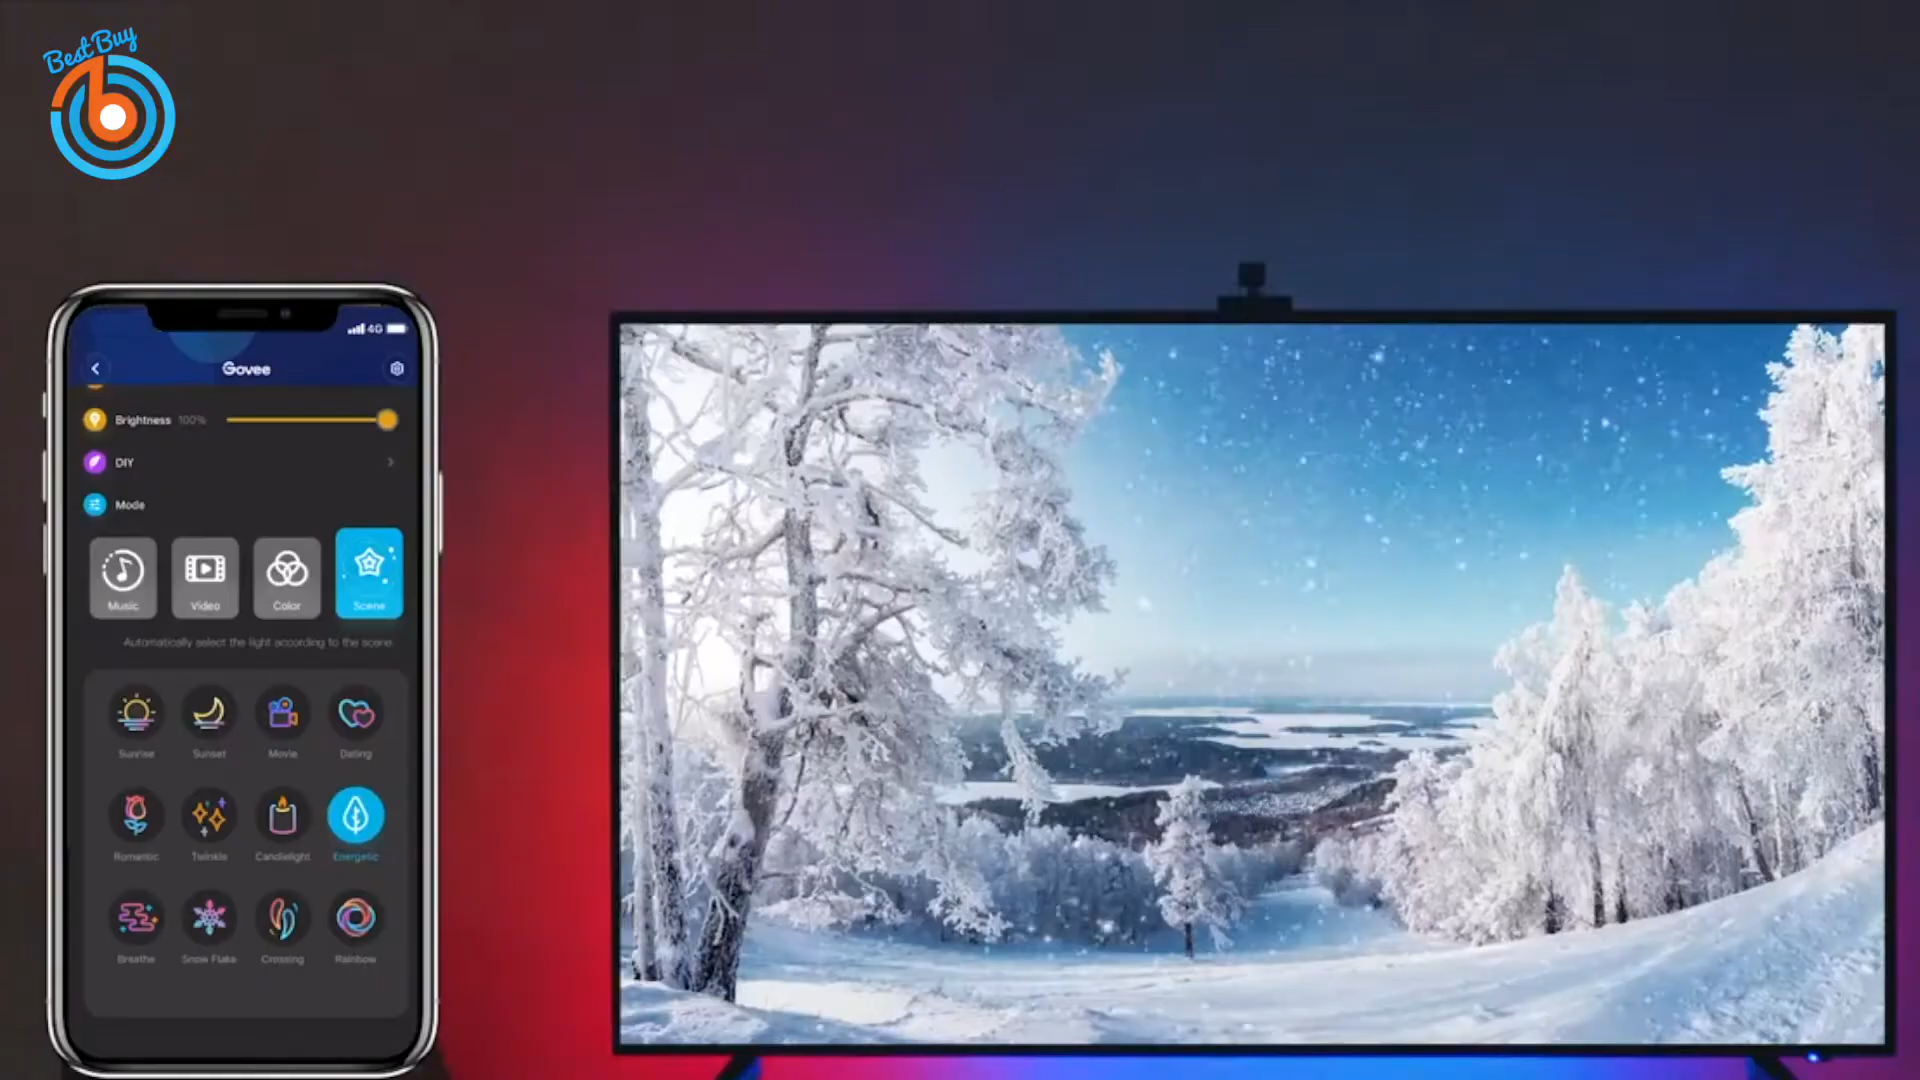 Best Buy
4G
Govee
Brightness 100%
DIY
Mode
Music Video Color Scene
Automatically select the light according to the scene
Sunrise Sunset Movie Dating
Romantic Twinkle Candlelight Energetic
Breathe Snow Flake Crossing Rainbow